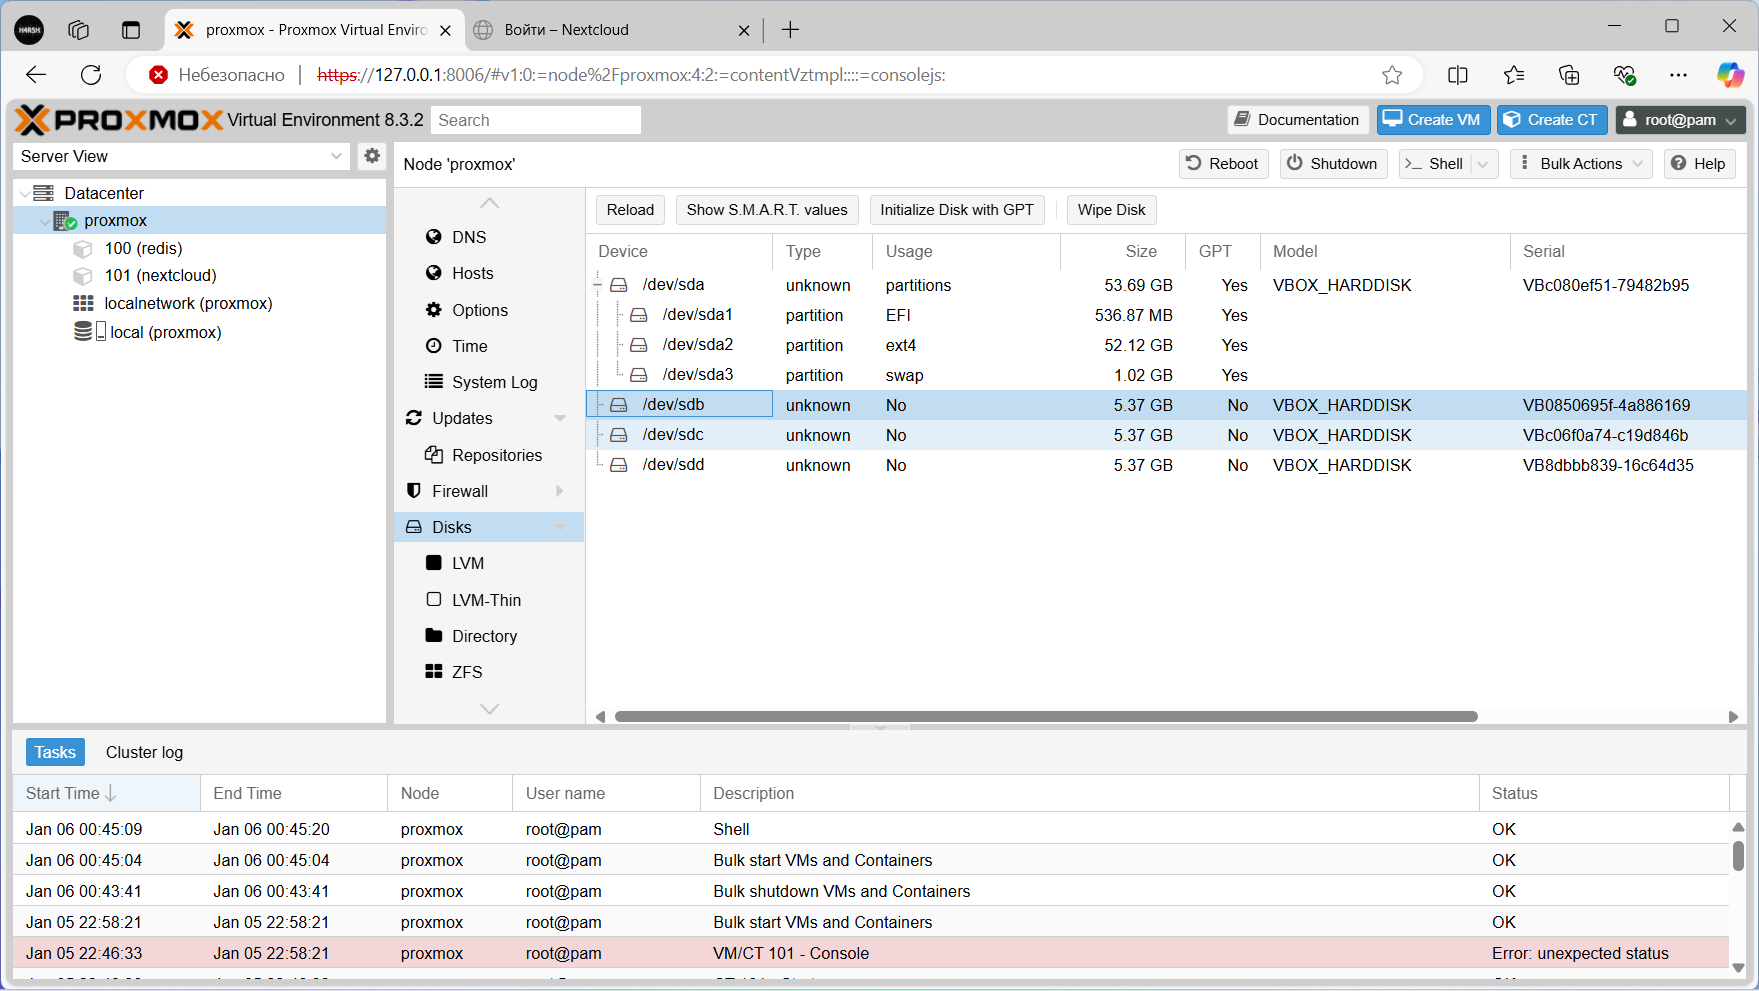 HARSH
proxmox - Proxmox Virtual Enviro
Войти – Nextcloud
Небезопасно
https://127.0.0.1:8006/#v1:0:=node%2Fproxmox:4:2:=contentVztmpl::::=consolejs:
PROXMOX Virtual Environment 8.3.2
Search
Documentation
Create VM
Create CT
root@pam
Server View
Node 'proxmox'
Reboot
Shutdown
>_ Shell
Bulk Actions
Help
Datacenter
proxmox
100 (redis)
101 (nextcloud)
localnetwork (proxmox)
local (proxmox)
DNS
Hosts
Options
Time
System Log
Updates
Repositories
Firewall
Disks
LVM
LVM-Thin
Directory
ZFS
Reload
Show S.M.A.R.T. values
Initialize Disk with GPT
Wipe Disk
Device Type Usage Size GPT Model Serial
/dev/sda unknown partitions 53.69 GB Yes VBOX_HARDDISK VBc080ef51-79482b95
/dev/sda1 partition EFI 536.87 MB Yes
/dev/sda2 partition ext4 52.12 GB Yes
/dev/sda3 partition swap 1.02 GB Yes
/dev/sdb unknown No 5.37 GB No VBOX_HARDDISK VB0850695f-4a886169
/dev/sdc unknown No 5.37 GB No VBOX_HARDDISK VBc06f0a74-c19d846b
/dev/sdd unknown No 5.37 GB No VBOX_HARDDISK VB8dbbb839-16c64d35
Tasks
Cluster log
Start Time End Time Node User name Description Status
Jan 06 00:45:09 Jan 06 00:45:20 proxmox root@pam Shell OK
Jan 06 00:45:04 Jan 06 00:45:04 proxmox root@pam Bulk start VMs and Containers OK
Jan 06 00:43:41 Jan 06 00:43:41 proxmox root@pam Bulk shutdown VMs and Containers OK
Jan 05 22:58:21 Jan 05 22:58:21 proxmox root@pam Bulk start VMs and Containers OK
Jan 05 22:46:33 Jan 05 22:58:21 proxmox root@pam VM/CT 101 - Console Error: unexpected status